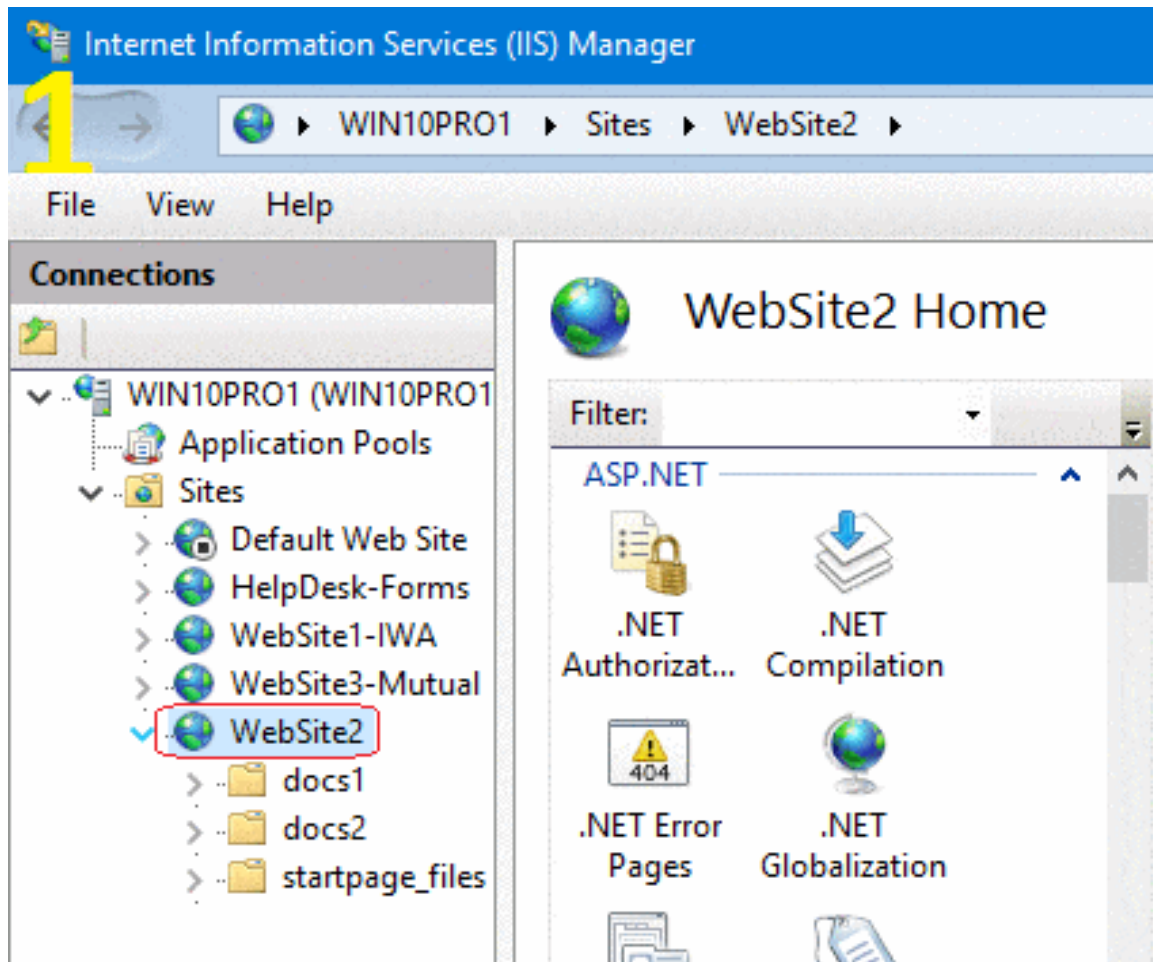 Internet Information Services (IIS) Manager
1
WIN10PRO1 Sites WebSite2
File View Help
Connections
WIN10PRO1 (WIN10PRO1
Application Pools
Sites
Default Web Site
HelpDesk-Forms
WebSite1-IWA
WebSite3-Mutual
WebSite2
docs1
docs2
startpage_files
WebSite2 Home
Filter:
ASP.NET
.NET
Authorizat...
.NET
Compilation
404
.NET Error
Pages
.NET
Globalization